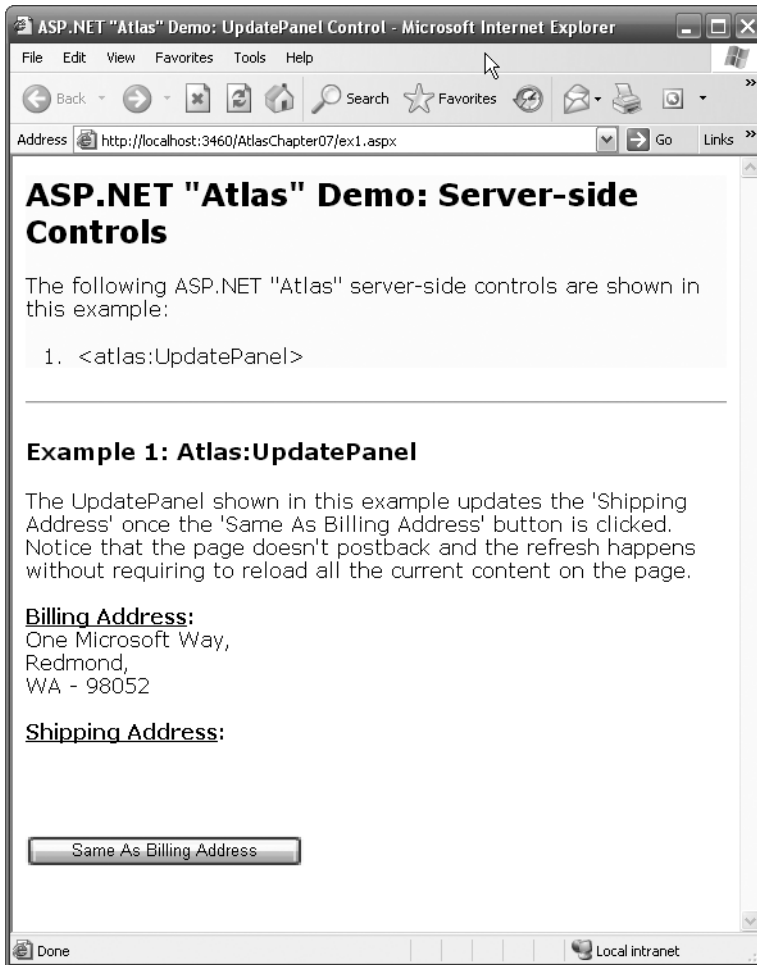 ASP.NET "Atlas" Demo: UpdatePanel Control - Microsoft Internet Explorer
File Edit View Favorites Tools Help
Back Search Favorites »
Address http://localhost:3460/AtlasChapter07/ex1.aspx Go Links »
ASP.NET "Atlas" Demo: Server-side
Controls
The following ASP.NET "Atlas" server-side controls are shown in
this example:
1. <atlas:UpdatePanel>
Example 1: Atlas:UpdatePanel
The UpdatePanel shown in this example updates the 'Shipping
Address' once the 'Same As Billing Address' button is clicked.
Notice that the page doesn't postback and the refresh happens
without requiring to reload all the current content on the page.
Billing Address:
One Microsoft Way,
Redmond,
WA - 98052
Shipping Address:
Same As Billing Address
Done Local intranet